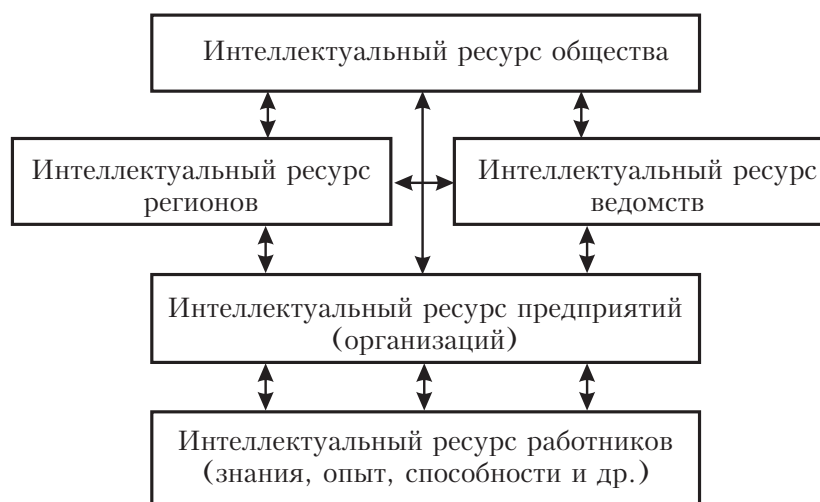 Интеллектуальный ресурс общества
Интеллектуальный ресурс
регионов
Интеллектуальный ресурс
ведомств
Интеллектуальный ресурс предприятий
(организаций)
Интеллектуальный ресурс работников
(знания, опыт, способности и др.)